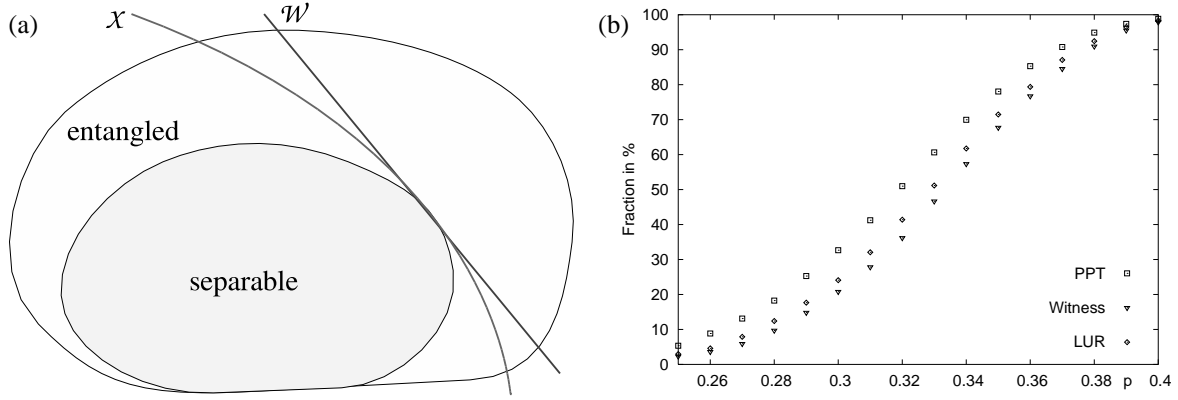 (a)
X
W
entangled
separable
(b)
Fraction in %
100
90
80
70
60
50
40
30
20
10
0
PPT
Witness
LUR
0.26
0.28
0.3
0.32
0.34
0.36
0.38
p
0.4